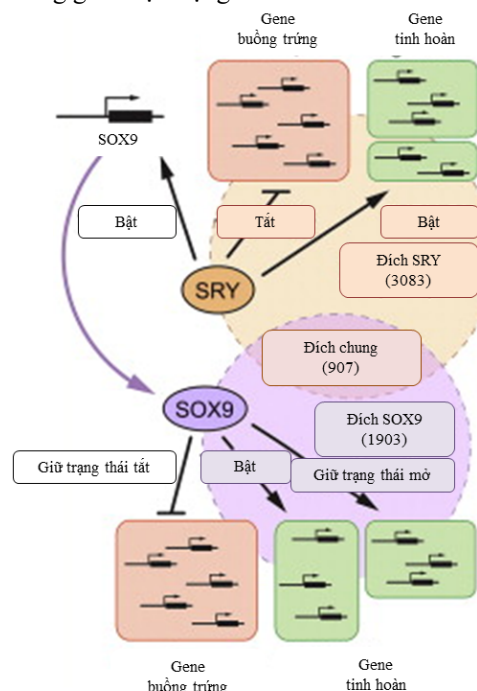 Gene
buồng trứng
Gene
tinh hoàn
SOX9
Bật
Tắt
Bật
SRY
Đích SRY
(3083)
Đích chung
(907)
SOX9
Đích SOX9
(1903)
Giữ trạng thái tắt
Bật
Giữ trạng thái mở
Gene
buồng trứng
Gene
tinh hoàn